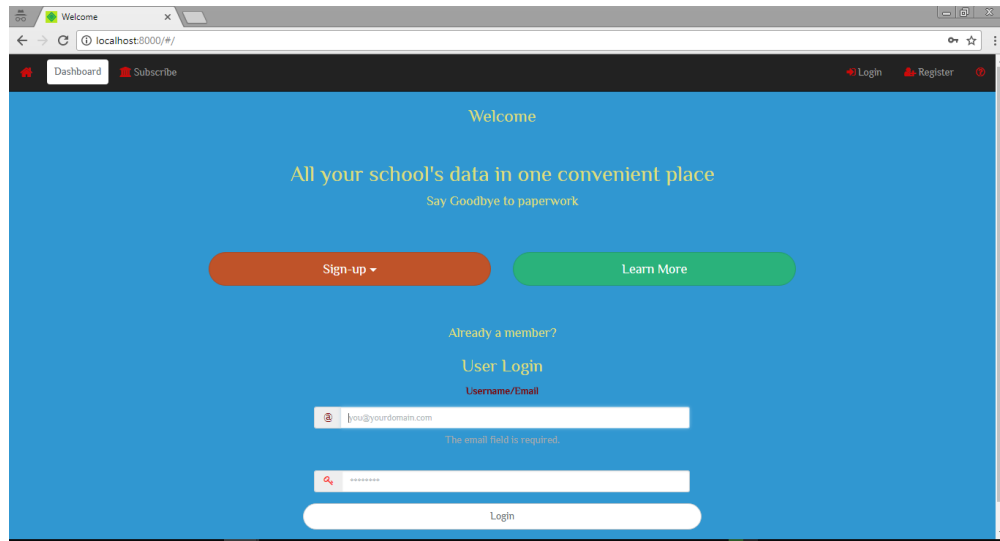 Welcome
localhost:8000/#/
Dashboard Subscribe Login Register
Welcome
All your school's data in one convenient place
Say Goodbye to paperwork
Sign-up Learn More
Already a member?
User Login
Username/Email
@ you@yourdomain.com
The email field is required.
********
Login